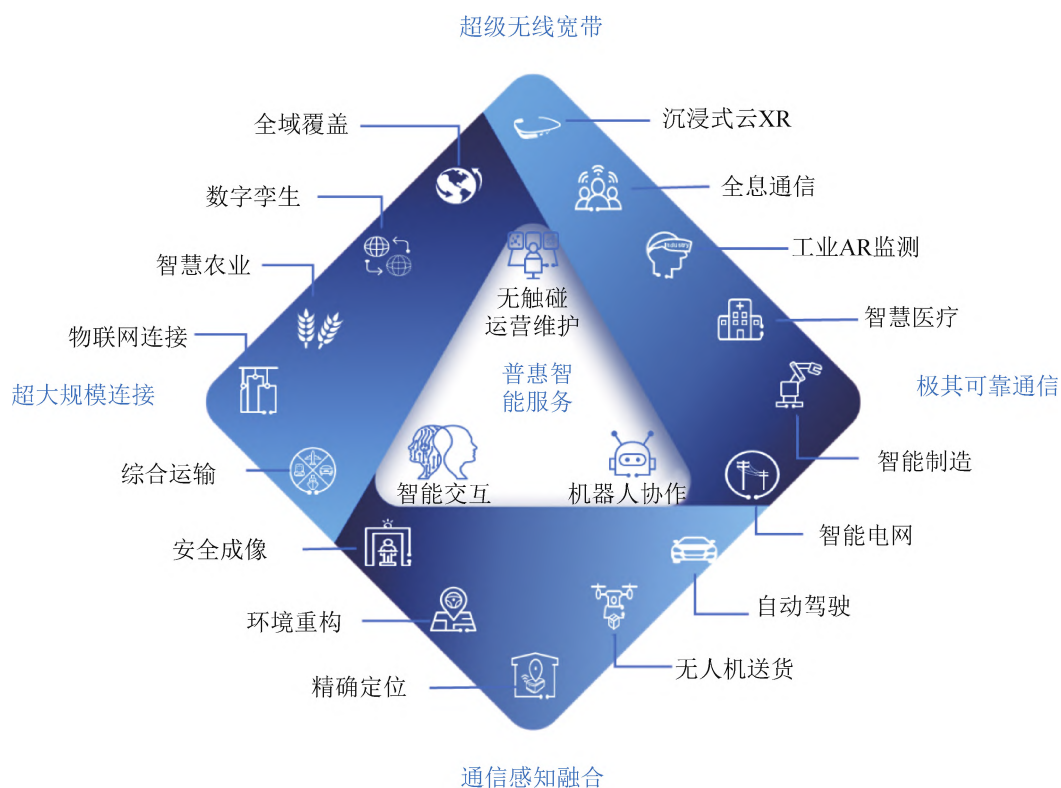 超级无线宽带
沉浸式云XR
全域覆盖
全息通信
数字孪生
工业AR监测
智慧农业
无触碰
运营维护
智慧医疗
物联网连接
普惠智
能服务
超大规模连接
极其可靠通信
智能制造
综合运输
智能交互
机器人协作
智能电网
安全成像
自动驾驶
环境重构
无人机送货
精确定位
通信感知融合